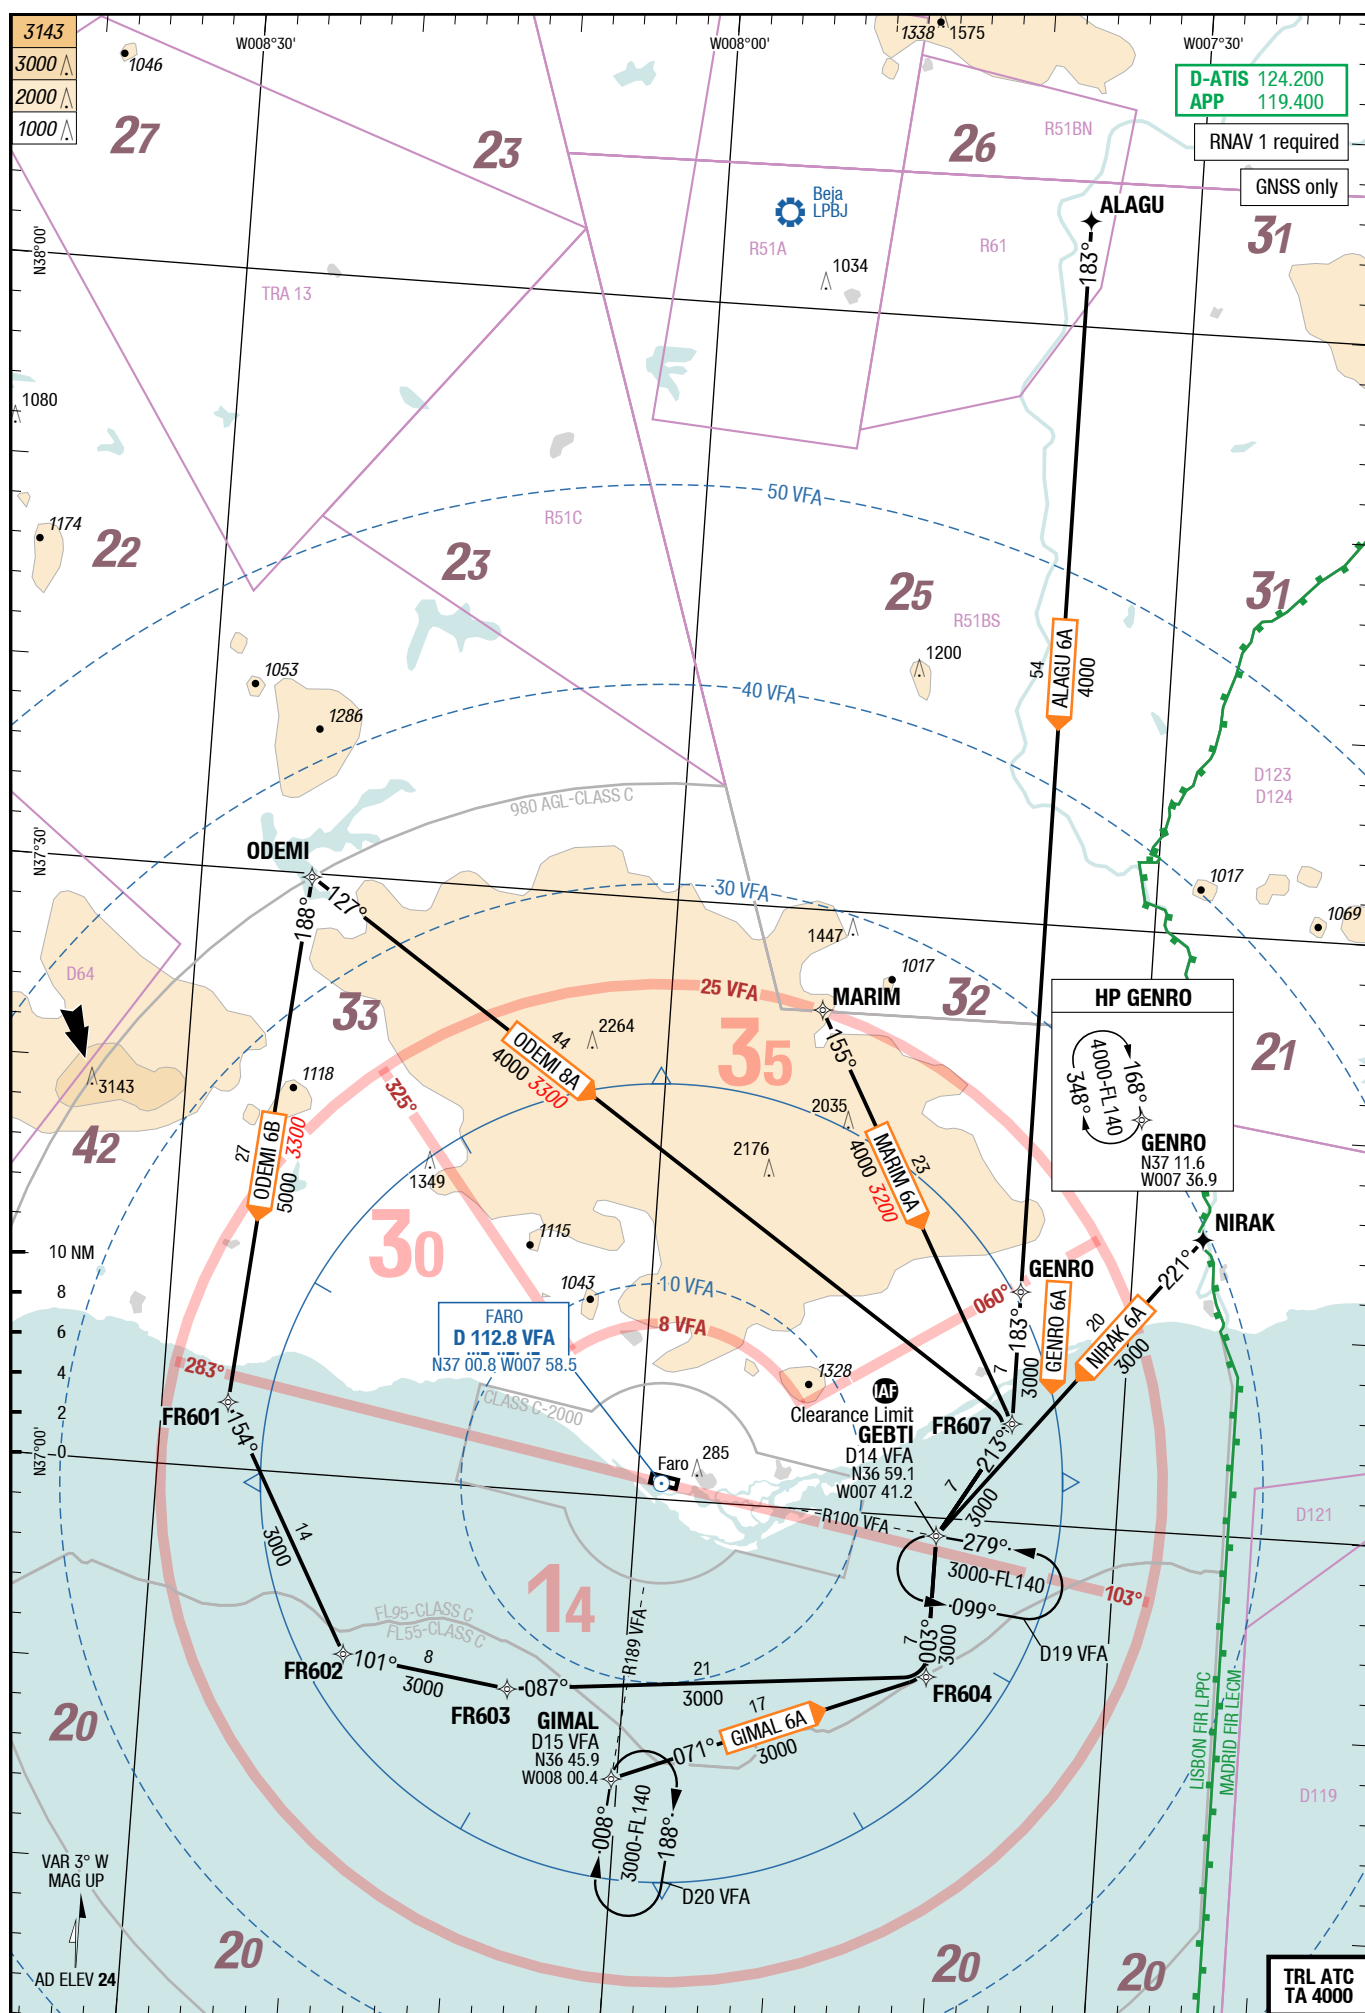 3143
3000
2000
1000
W008°30'
W008°00'
W007°30'
1046
1338
1575
D-ATIS 124.200
APP 119.400
RNAV 1 required
GNSS only
27
23
26
R51BN
Beja
LPBJ
ALAGU
183°
31
N38°00'
R51A
R61
TRA 13
1034
1080
50 VFA
R51C
1174
22
23
25
31
R51BS
1200
54
ALAGU 6A
4000
1053
1286
40 VFA
D123
D124
980 AGL-CLASS C
N37°30'
ODEMI
127°
188°
30 VFA
1017
1069
1447
1017
D64
25 VFA
MARIM
32
HP GENRO
33
35
155°
21
4000-FL140
168°
348°
GENRO
N37 11.6
W007 36.9
2264
44
ODEMI 8A
4000 3300
3143
325°
1118
42
2035
2176
23
MARIM 6A
4000 3200
27
ODEMI 6B
5000 3300
1349
30
1115
10 NM
8
6
4
2
0
NIRAK
221°
1043
10 VFA
GENRO
060°
183°
7
3000
GENRO 6A
20
NIRAK 6A
3000
FARO
D 112.8 VFA
N37 00.8 W007 58.5
8 VFA
283°
1328
IAF
Clearance Limit
GEBTI
D14 VFA
N36 59.1
W007 41.2
FR607
FR601
154°
CLASS C-2000
N37°00'
Faro
285
213°
7
3000
R100 VFA
279°
3000-FL140
099°
103°
D121
14
3000
14
FL95-CLASS C
FL55-CLASS C
R189 VFA
7
003°
3000
D19 VFA
FR602
101°
8
3000
FR603
087°
21
3000
FR604
20
GIMAL
D15 VFA
N36 45.9
W008 00.4
071°
17
GIMAL 6A
3000
LISBON FIR LPPC
MADRID FIR LECM
D119
008°
3000-FL140
188°
D20 VFA
VAR 3° W
MAG UP
20
20
20
AD ELEV 24
TRL ATC
TA 4000